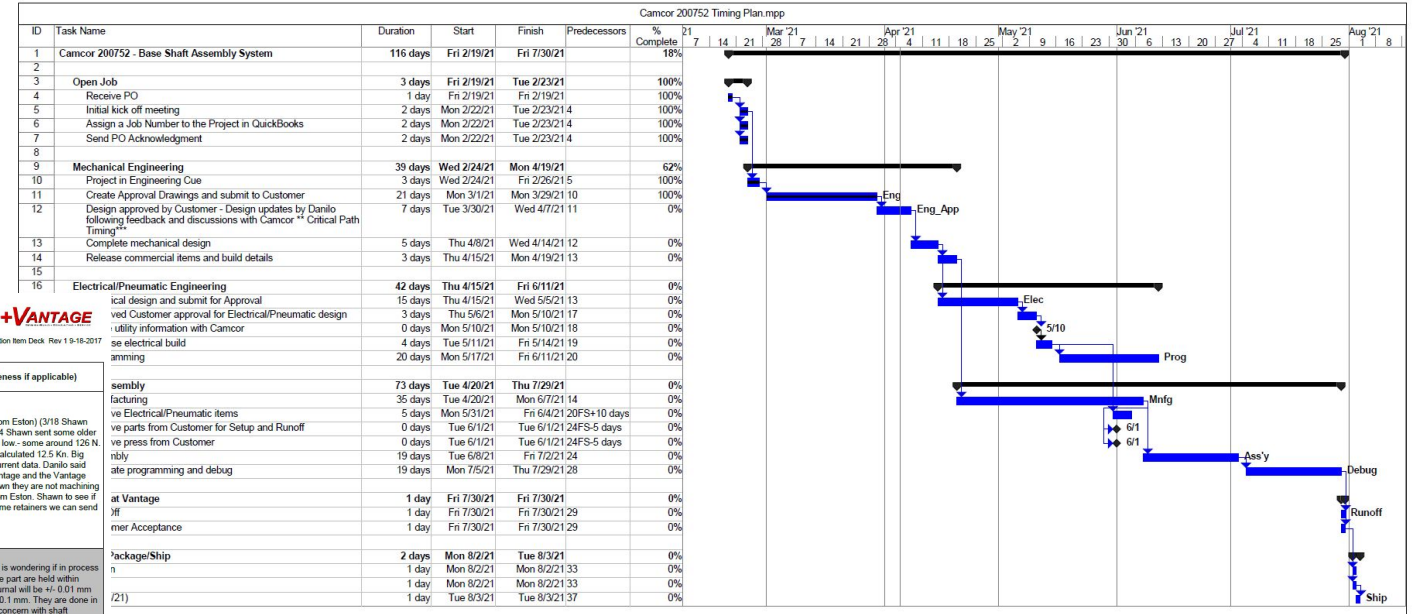 Camcor 200752 Timing Plan.mpp
ID Task Name Duration Start Finish Predecessors % Complete 21 Mar '21 Apr '21 May '21 Jun '21 Jul '21 Aug '21
7 14 21 28 7 14 21 28 4 11 18 25 2 9 16 23 30 6 13 20 27 4 11 18 25 1 8
1 Camcor 200752 - Base Shaft Assembly System 116 days Fri 2/19/21 Fri 7/30/21 18%
2
3 Open Job 3 days Fri 2/19/21 Tue 2/23/21 100%
4 Receive PO 1 day Fri 2/19/21 Fri 2/19/21 100%
5 Initial kick off meeting 2 days Mon 2/22/21 Tue 2/23/21 4 100%
6 Assign a Job Number to the Project in QuickBooks 2 days Mon 2/22/21 Tue 2/23/21 4 100%
7 Send PO Acknowledgment 2 days Mon 2/22/21 Tue 2/23/21 4 100%
8
9 Mechanical Engineering 39 days Wed 2/24/21 Mon 4/19/21 62%
10 Project in Engineering Cue 3 days Wed 2/24/21 Fri 2/26/21 5 100%
11 Create Approval Drawings and submit to Customer 21 days Mon 3/1/21 Mon 3/29/21 10 100% Eng
12 Design approved by Customer - Design updates by Danilo 7 days Tue 3/30/21 Wed 4/7/21 11 0% Eng_App
following feedback and discussions with Camcor ** Critical Path
Timing***
13 Complete mechanical design 5 days Thu 4/8/21 Wed 4/14/21 12 0%
14 Release commercial items and build details 3 days Thu 4/15/21 Mon 4/19/21 13 0%
15
16 Electrical/Pneumatic Engineering 42 days Thu 4/15/21 Fri 6/11/21 0%
ical design and submit for Approval 15 days Thu 4/15/21 Wed 5/5/21 13 0% Elec
ved Customer approval for Electrical/Pneumatic design 3 days Thu 5/6/21 Mon 5/10/21 17 0%
utility information with Camcor 0 days Mon 5/10/21 Mon 5/10/21 18 0% 5/10
se electrical build 4 days Tue 5/11/21 Fri 5/14/21 19 0%
amming 20 days Mon 5/17/21 Fri 6/11/21 20 0% Prog
sembly 73 days Tue 4/20/21 Thu 7/29/21 0%
facturing 35 days Tue 4/20/21 Mon 6/7/21 14 0% Mnfg
ve Electrical/Pneumatic items 5 days Mon 5/31/21 Fri 6/4/21 20FS+10 days 0%
ve parts from Customer for Setup and Runoff 0 days Tue 6/1/21 Tue 6/1/21 24FS-5 days 0% 6/1
ve press from Customer 0 days Tue 6/1/21 Tue 6/1/21 24FS-5 days 0% 6/1
mbly 19 days Tue 6/8/21 Fri 7/2/21 24 0% Ass'y
ate programming and debug 19 days Mon 7/5/21 Thu 7/29/21 28 0% Debug
at Vantage 1 day Fri 7/30/21 Fri 7/30/21 0%
Off 1 day Fri 7/30/21 Fri 7/30/21 29 0% Runoff
mer Acceptance 1 day Fri 7/30/21 Fri 7/30/21 29 0%
Package/Ship 2 days Mon 8/2/21 Tue 8/3/21 0%
n 1 day Mon 8/2/21 Mon 8/2/21 33 0%
1 day Mon 8/2/21 Mon 8/2/21 33 0%
/21) 1 day Tue 8/3/21 Tue 8/3/21 37 0% Ship
+VANTAGE
tion Item Deck Rev 1 9-18-2017
eness if applicable)
om Eston) (3/18 Shawn
4 Shawn sent some older
low.- some around 126 N.
alculated 12.5 Kn. Big
rrent data. Danilo said
ntage and the Vantage
wn they are not machining
m Eston. Shawn to see if
me retainers we can send
is wondering if in process
e part are held within
urnal will be +/- 0.01 mm
0.1 mm. They are done in
concern with shaft